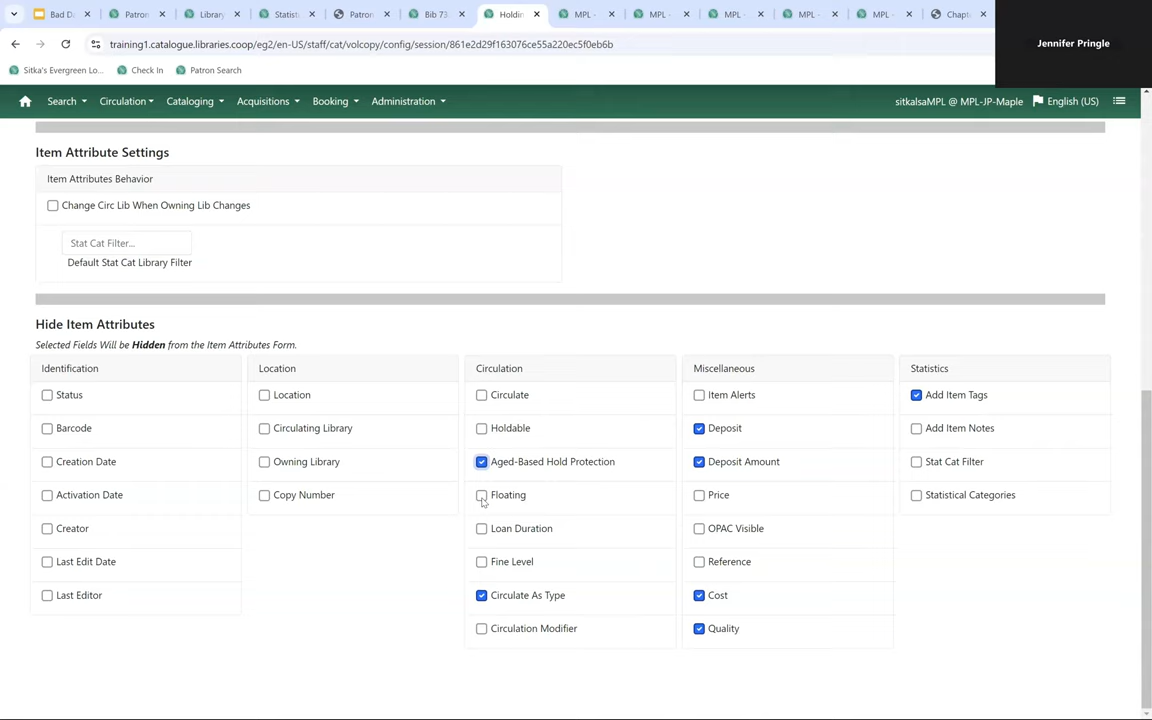 Bad Da
Patron
Library
Statisti
Patron
Bib 73
Holdin
MPL -
MPL -
MPL -
MPL -
MPL -
Chapte
training1.catalogue.libraries.coop/eg2/en-US/staff/cat/volcopy/config/session/861e2d29f163076ce55a220ec5f0eb6b
Jennifer Pringle
Sitka's Evergreen Lo...
Check In
Patron Search
Search
Circulation
Cataloging
Acquisitions
Booking
Administration
sitkalsaMPL @ MPL-JP-Maple
English (US)
Item Attribute Settings
Item Attributes Behavior
Change Circ Lib When Owning Lib Changes
Stat Cat Filter...
Default Stat Cat Library Filter
Hide Item Attributes
Selected Fields Will be Hidden from the Item Attributes Form.
Identification
Status
Barcode
Creation Date
Activation Date
Creator
Last Edit Date
Last Editor
Location
Location
Circulating Library
Owning Library
Copy Number
Circulation
Circulate
Holdable
Aged-Based Hold Protection
Floating
Loan Duration
Fine Level
Circulate As Type
Circulation Modifier
Miscellaneous
Item Alerts
Deposit
Deposit Amount
Price
OPAC Visible
Reference
Cost
Quality
Statistics
Add Item Tags
Add Item Notes
Stat Cat Filter
Statistical Categories